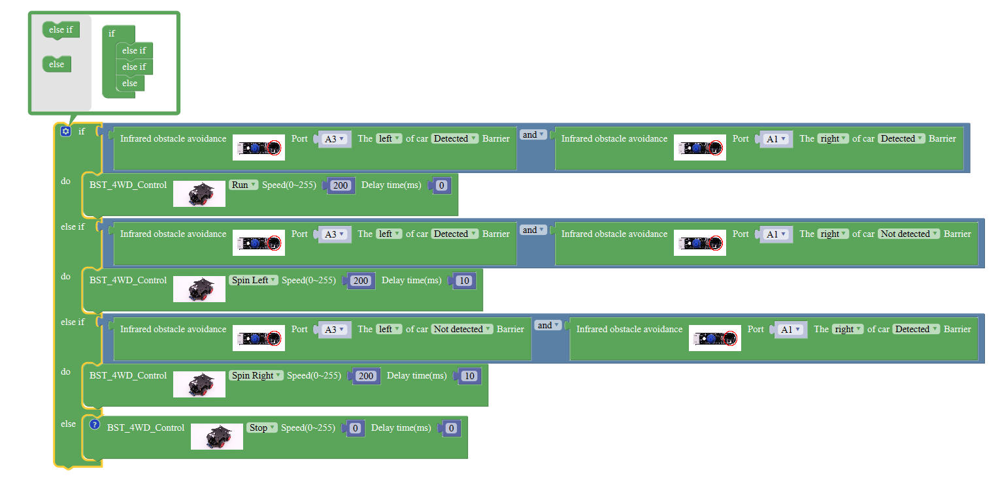 else if
else
if
else if
else if
else
if Infrared obstacle avoidance Port A3 The left of car Detected Barrier and Infrared obstacle avoidance Port A1 The right of car Detected Barrier
do BST_4WD_Control Run Speed(0~255) 200 Delay time(ms) 0
else if Infrared obstacle avoidance Port A3 The left of car Detected Barrier and Infrared obstacle avoidance Port A1 The right of car Not detected Barrier
do BST_4WD_Control Spin Left Speed(0~255) 200 Delay time(ms) 10
else if Infrared obstacle avoidance Port A3 The left of car Not detected Barrier and Infrared obstacle avoidance Port A1 The right of car Detected Barrier
do BST_4WD_Control Spin Right Speed(0~255) 200 Delay time(ms) 10
else ? BST_4WD_Control Stop Speed(0~255) 0 Delay time(ms) 0